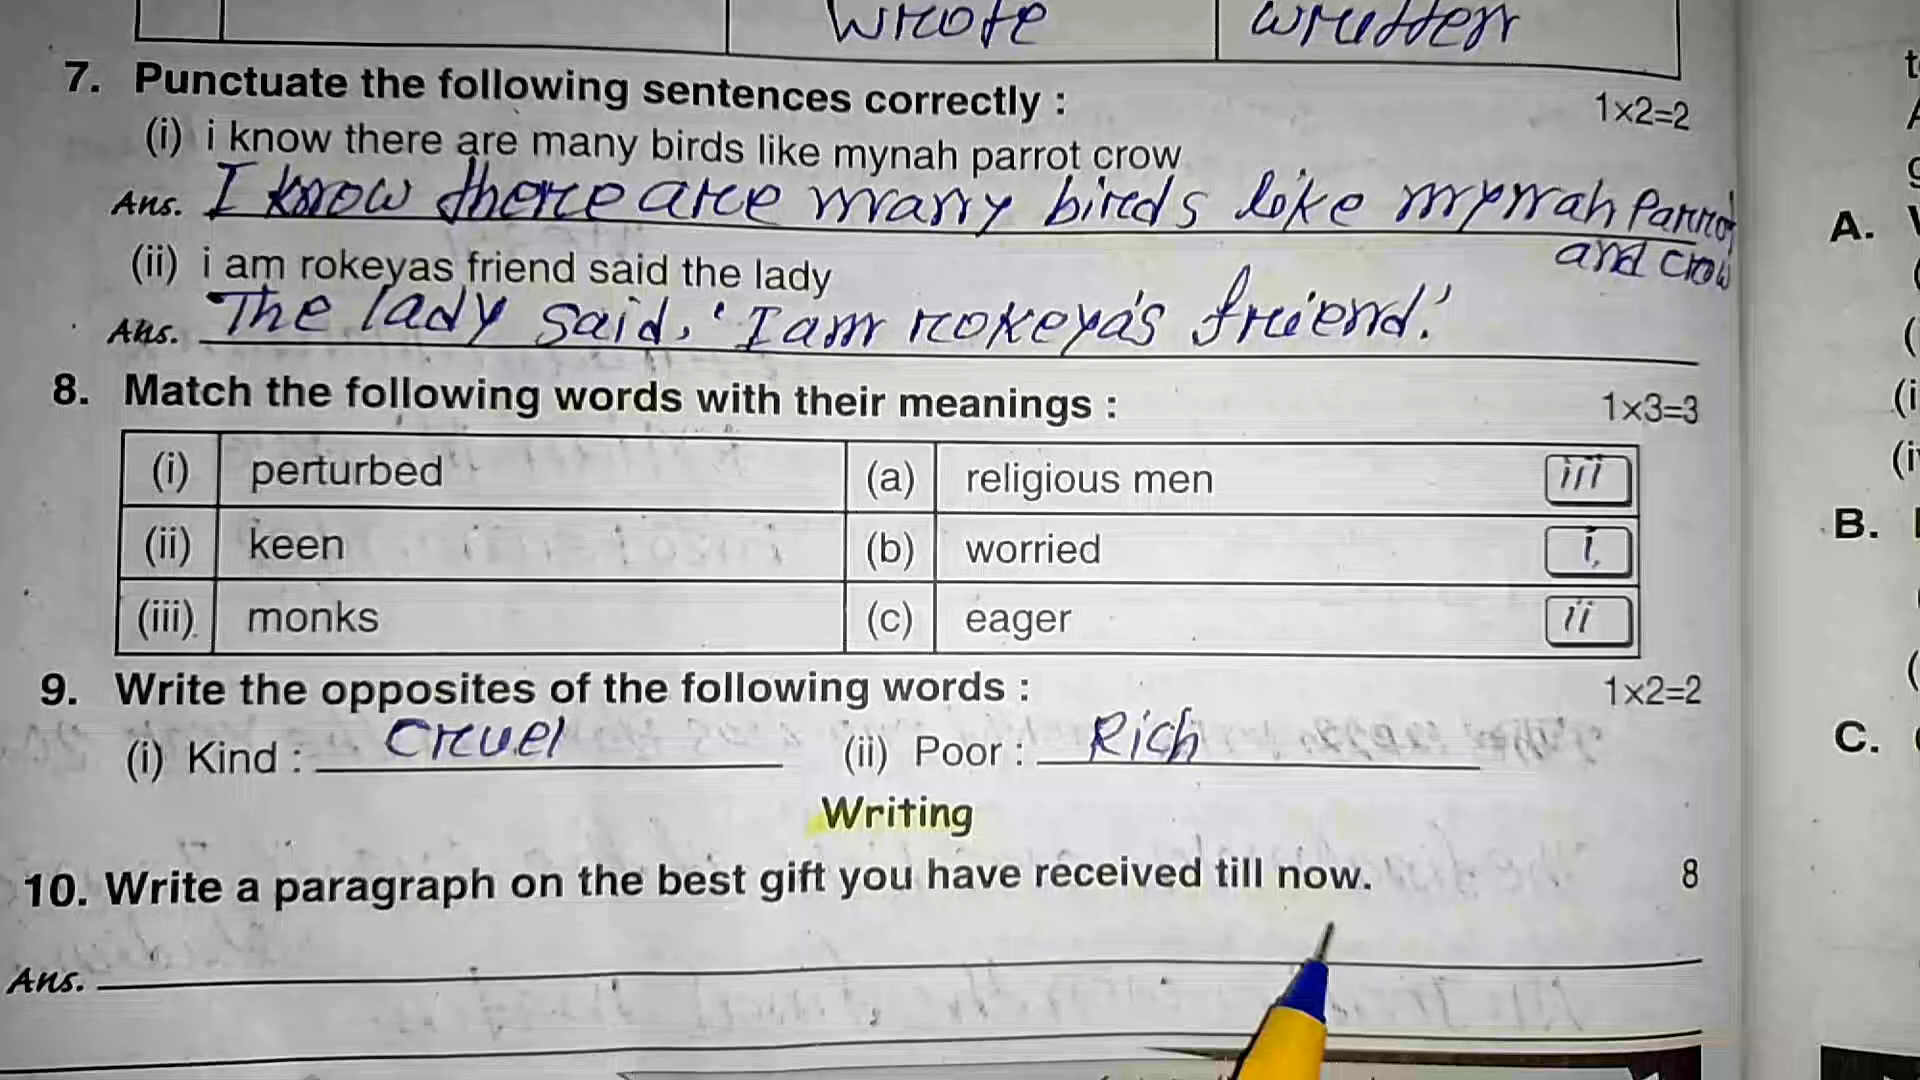 wrote written
7. Punctuate the following sentences correctly : 1×2=2
(i) i know there are many birds like mynah parrot crow
Ans. I know there are many birds like mynah Parrot
and crow
(ii) i am rokeyas friend said the lady
Ans. The lady said, 'I am rokeya's friend.'
8. Match the following words with their meanings : 1×3=3
(i) perturbed (a) religious men iii
(ii) keen (b) worried i
(iii) monks (c) eager ii
9. Write the opposites of the following words : 1×2=2
(i) Kind : Cruel (ii) Poor : Rich
Writing
10. Write a paragraph on the best gift you have received till now. 8
Ans.
A.
B.
C.